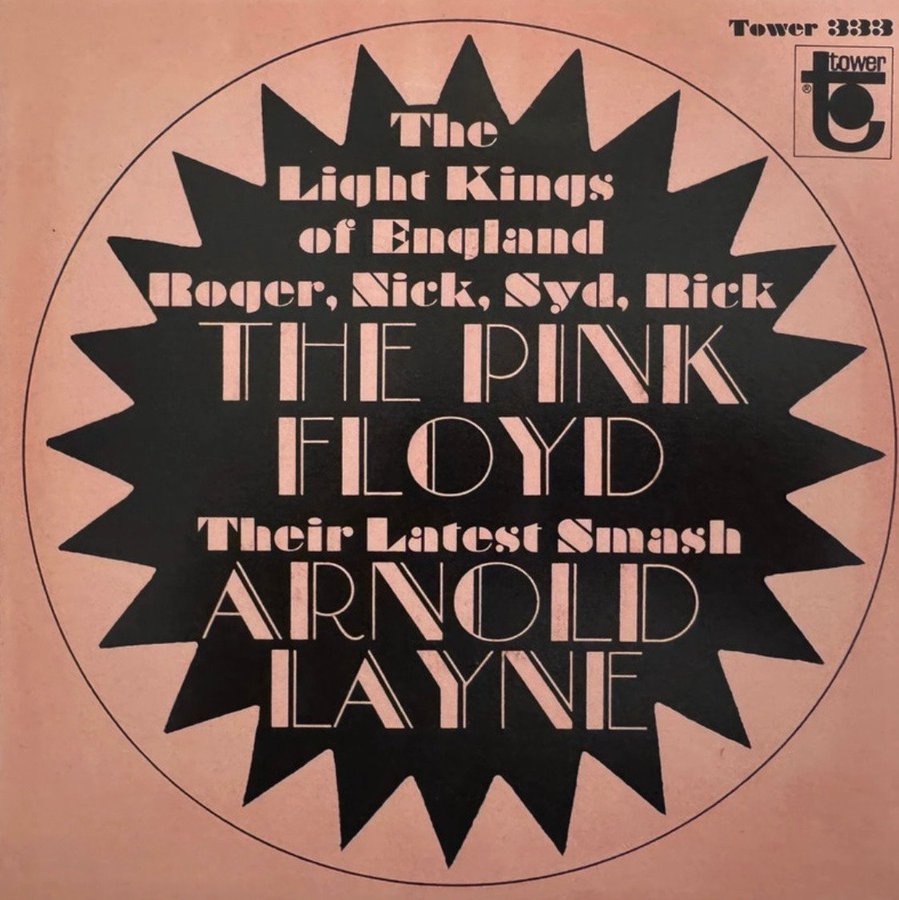 Tower 333
tower
t
®
The
Light Kings
of England
Roger, Nick, Syd, Rick
THE PINK
FLOYD
Their Latest Smash
ARNOLD
LAYNE